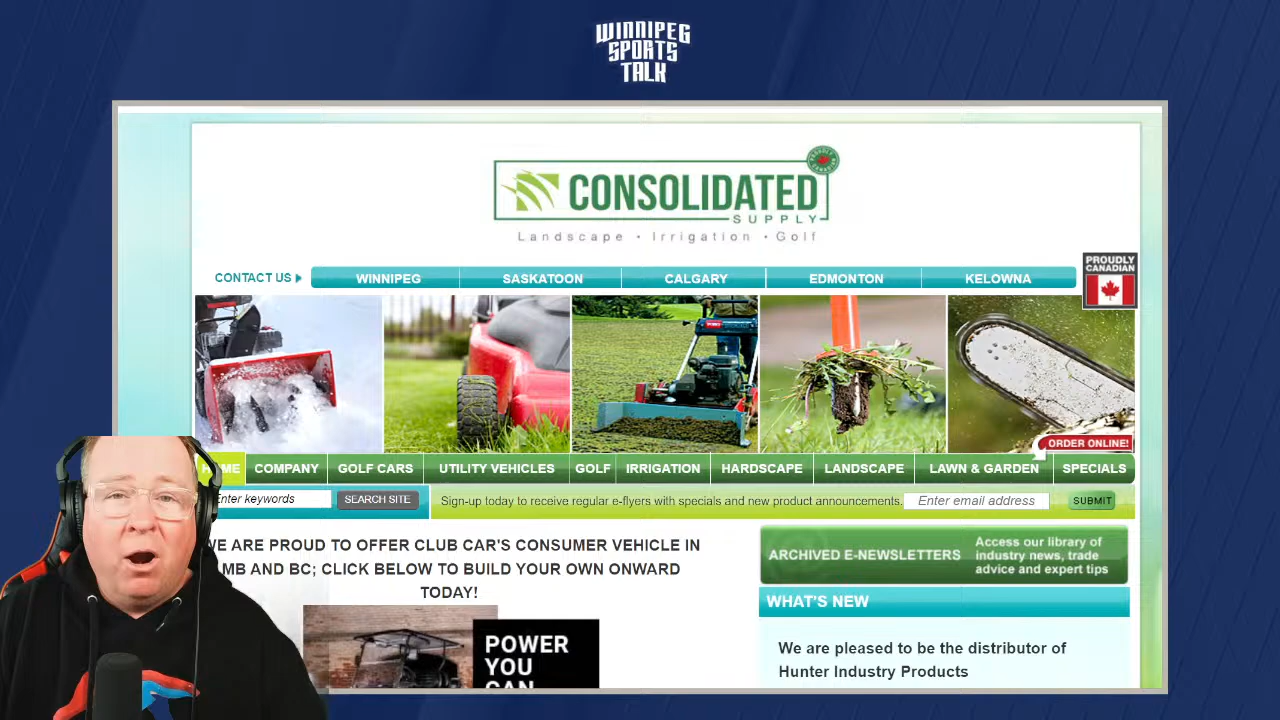 WINNIPEG
SPORTS
TALK
PROUDLY
CANADIAN
CONSOLIDATED
SUPPLY
Landscape • Irrigation • Golf
CONTACT US
WINNIPEG
SASKATOON
CALGARY
EDMONTON
KELOWNA
PROUDLY
CANADIAN
TORO
ORDER ONLINE!
HOME
COMPANY
GOLF CARS
UTILITY VEHICLES
GOLF
IRRIGATION
HARDSCAPE
LANDSCAPE
LAWN & GARDEN
SPECIALS
Enter keywords
SEARCH SITE
Sign-up today to receive regular e-flyers with specials and new product announcements.
Enter email address
SUBMIT
WE ARE PROUD TO OFFER CLUB CAR'S CONSUMER VEHICLE IN
MB AND BC; CLICK BELOW TO BUILD YOUR OWN ONWARD
TODAY!
POWER
YOU
CAN
ARCHIVED E-NEWSLETTERS
Access our library of
industry news, trade
advice and expert tips
WHAT'S NEW
We are pleased to be the distributor of
Hunter Industry Products